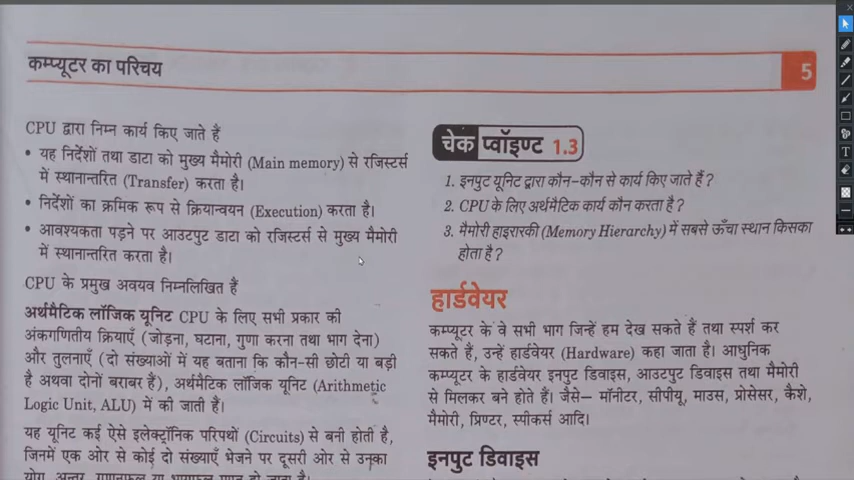 कम्प्यूटर का परिचय
5
CPU द्वारा निम्न कार्य किए जाते हैं
• यह निर्देशों तथा डाटा को मुख्य मैमोरी (Main memory) से रजिस्टर्स
में स्थानान्तरित (Transfer) करता है।
• निर्देशों का क्रमिक रूप से क्रियान्वयन (Execution) करता है।
• आवश्यकता पड़ने पर आउटपुट डाटा को रजिस्टर्स से मुख्य मैमोरी
में स्थानान्तरित करता है।
CPU के प्रमुख अवयव निम्नलिखित हैं
अर्थमैटिक लॉजिक यूनिट CPU के लिए सभी प्रकार की
अंकगणितीय क्रियाएँ (जोड़ना, घटाना, गुणा करना तथा भाग देना)
और तुलनाएँ (दो संख्याओं में यह बताना कि कौन-सी छोटी या बड़ी
है अथवा दोनों बराबर हैं), अर्थमैटिक लॉजिक यूनिट (Arithmetic
Logic Unit, ALU) में की जाती हैं।
यह यूनिट कई ऐसे इलेक्ट्रॉनिक परिपथों (Circuits) से बनी होती है,
जिनमें एक ओर से कोई दो संख्याएँ भेजने पर दूसरी ओर से उनका
योग, अन्तर, गुणनफल या भागफल प्राप्त हो जाता है।
चेक प्वॉइण्ट 1.3
1. इनपुट यूनिट द्वारा कौन-कौन से कार्य किए जाते हैं?
2. CPU के लिए अर्थमैटिक कार्य कौन करता है?
3. मैमोरी हाइरारकी (Memory Hierarchy) में सबसे ऊँचा स्थान किसका
होता है?
हार्डवेयर
कम्प्यूटर के वे सभी भाग जिन्हें हम देख सकते हैं तथा स्पर्श कर
सकते हैं, उन्हें हार्डवेयर (Hardware) कहा जाता है। आधुनिक
कम्प्यूटर के हार्डवेयर इनपुट डिवाइस, आउटपुट डिवाइस तथा मैमोरी
से मिलकर बने होते हैं। जैसे— मॉनीटर, सीपीयू, माउस, प्रोसेसर, कैशे,
मैमोरी, प्रिण्टर, स्पीकर्स आदि।
इनपुट डिवाइस